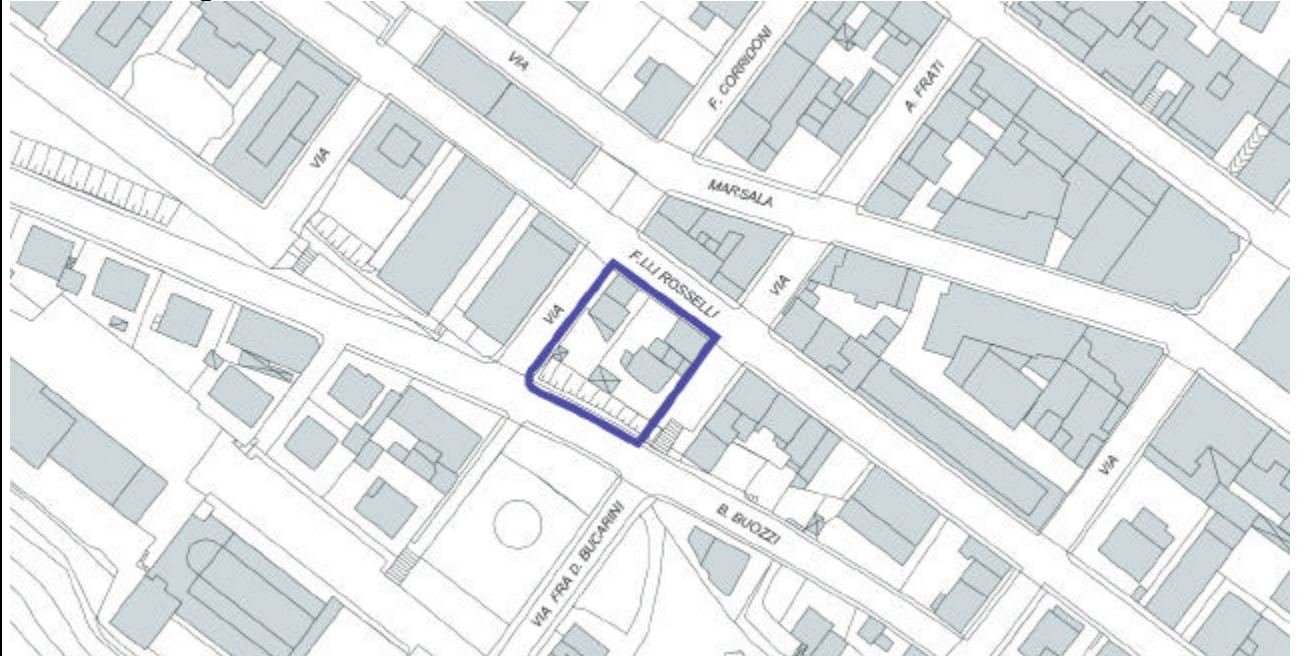 VIA
F. CORRIDONI
A. FRATI
VIA
MARSALA
F.LLI ROSSELLI
VIA
VIA
VIA
B. BUOZZI
VIA FRA D. BUCARINI